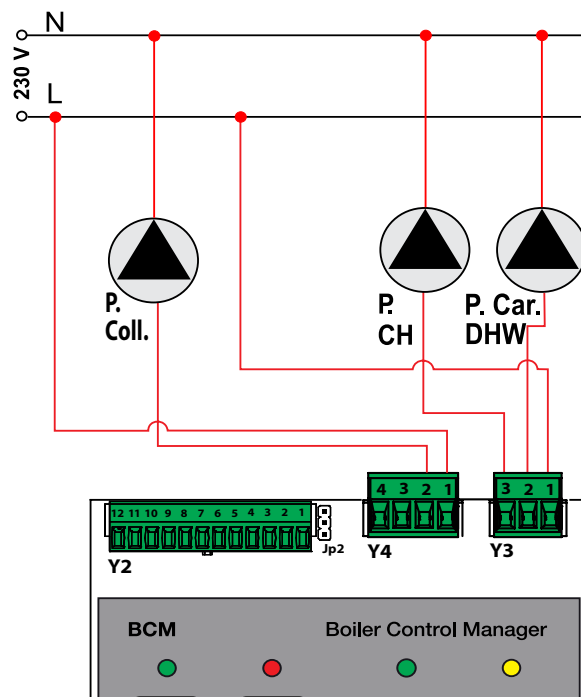 N
230 V
L
P.
Coll.
P.
CH
P. Car.
DHW
4 3 2 1
3 2 1
12 11 10 9 8 7 6 5 4 3 2 1
Jp2
Y2
Y4
Y3
BCM
Boiler Control Manager